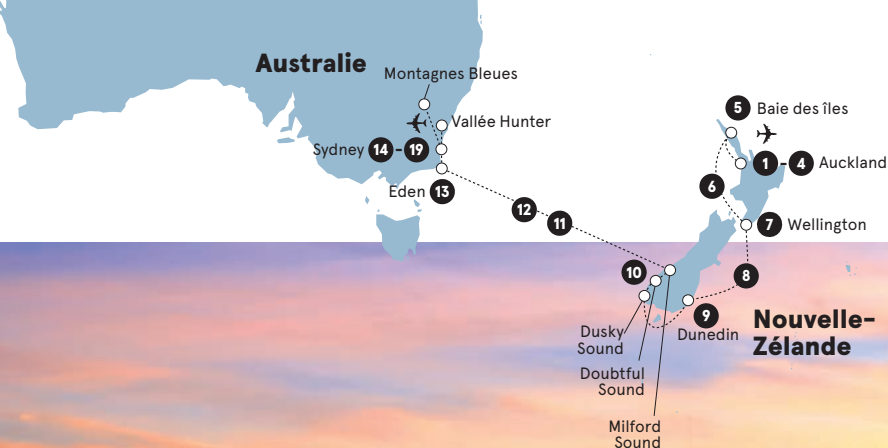 Australie
Montagnes Bleues
Vallée Hunter
Sydney 14 - 19
Eden 13
12
11
5 Baie des îles
1 - 4 Auckland
6
7 Wellington
8
10
9
Dunedin
Nouvelle-
Zélande
Dusky
Sound
Doubtful
Sound
Milford
Sound